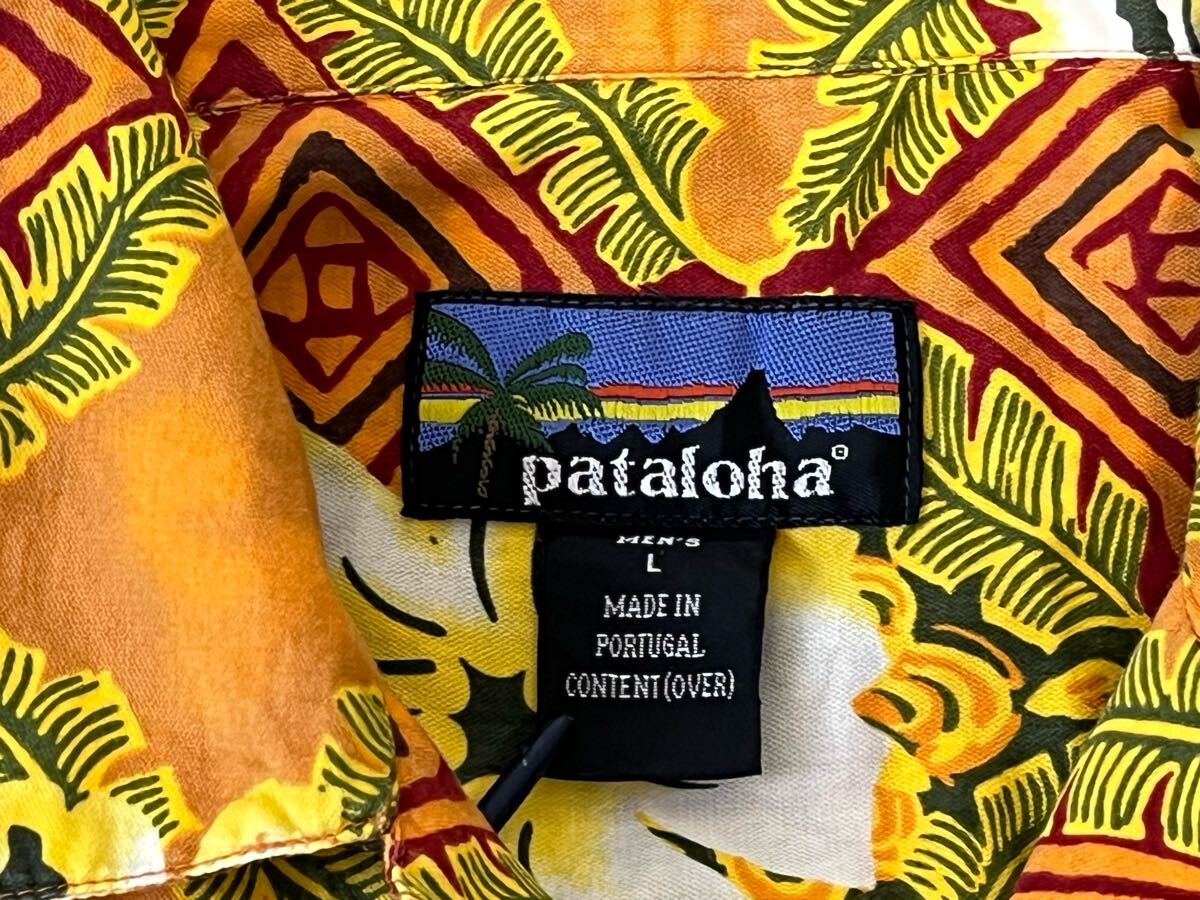 pataloha
MEN'S
L
MADE IN
PORTUGAL
CONTENT (OVER)